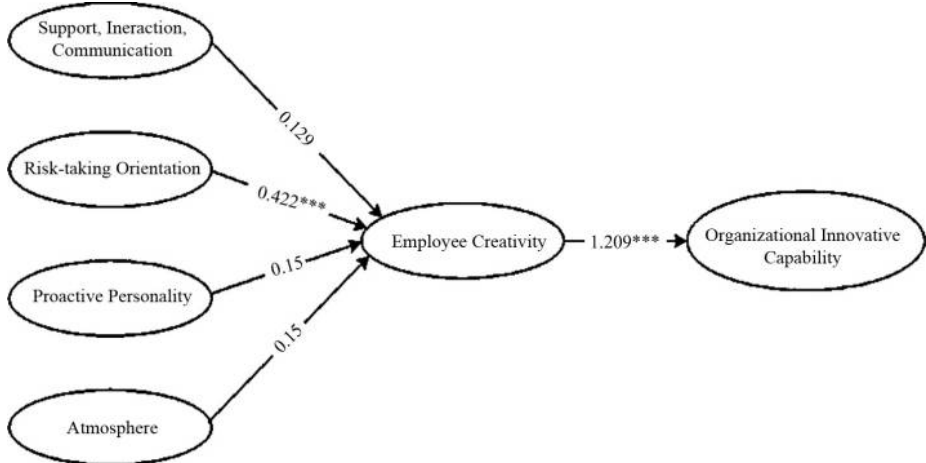 Support, Ineraction,
Communication
0.129
Risk-taking Orientation
0.422***
Employee Creativity
1.209***
Organizational Innovative
Capability
0.15
Proactive Personality
0.15
Atmosphere